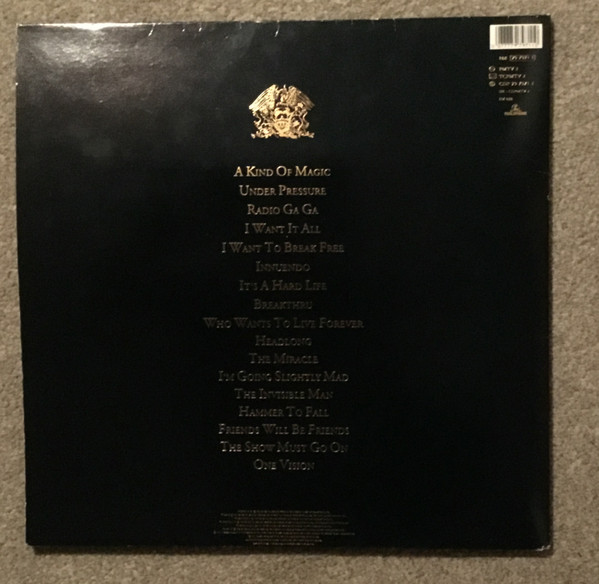 A Kind Of Magic
Under Pressure
Radio Ga Ga
I Want It All
I Want To Break Free
Innuendo
It's A Hard Life
Breakthru
Who Wants To Live Forever
Headlong
The Miracle
I'm Going Slightly Mad
The Invisible Man
Hammer To Fall
Friends Will Be Friends
The Show Must Go On
One Vision